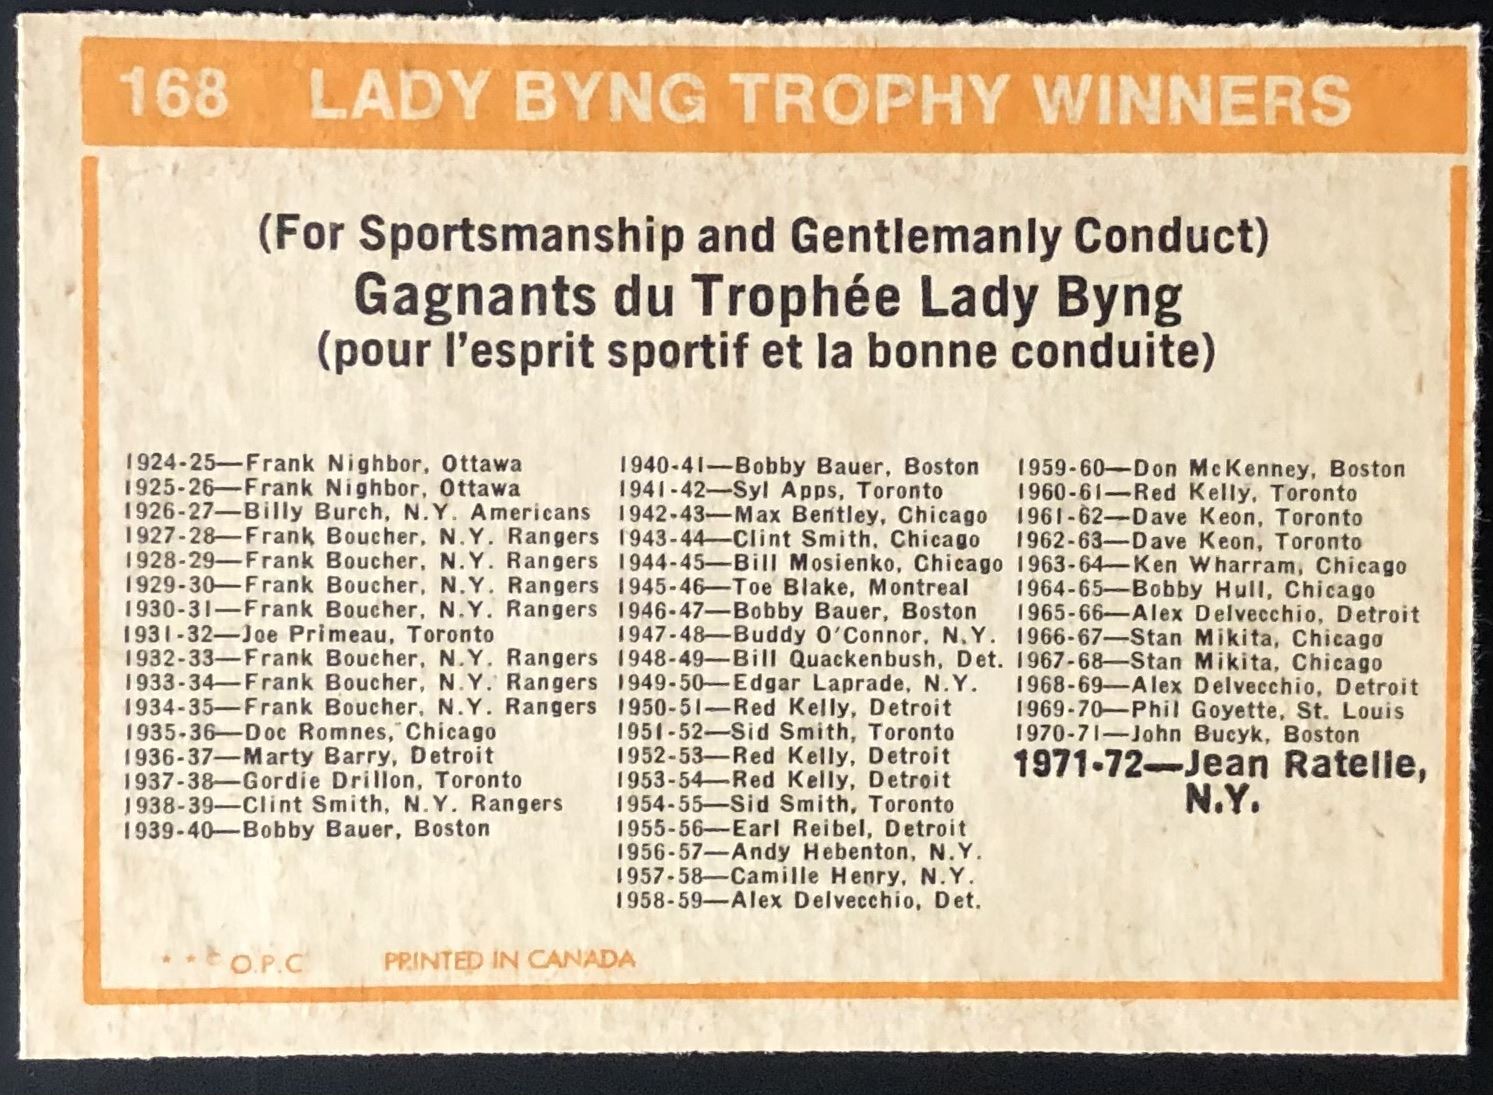 168 LADY BYNG TROPHY WINNERS
(For Sportsmanship and Gentlemanly Conduct)
Gagnants du Trophée Lady Byng
(pour l'esprit sportif et la bonne conduite)
1924-25—Frank Nighbor, Ottawa
1925-26—Frank Nighbor, Ottawa
1926-27—Billy Burch, N.Y. Americans
1927-28—Frank Boucher, N.Y. Rangers
1928-29—Frank Boucher, N.Y. Rangers
1929-30—Frank Boucher, N.Y. Rangers
1930-31—Frank Boucher, N.Y. Rangers
1931-32—Joe Primeau, Toronto
1932-33—Frank Boucher, N.Y. Rangers
1933-34—Frank Boucher, N.Y. Rangers
1934-35—Frank Boucher, N.Y. Rangers
1935-36—Doc Romnes, Chicago
1936-37—Marty Barry, Detroit
1937-38—Gordie Drillon, Toronto
1938-39—Clint Smith, N.Y. Rangers
1939-40—Bobby Bauer, Boston
1940-41—Bobby Bauer, Boston
1941-42—Syl Apps, Toronto
1942-43—Max Bentley, Chicago
1943-44—Clint Smith, Chicago
1944-45—Bill Mosienko, Chicago
1945-46—Toe Blake, Montreal
1946-47—Bobby Bauer, Boston
1947-48—Buddy O'Connor, N.Y.
1948-49—Bill Quackenbush, Det.
1949-50—Edgar Laprade, N.Y.
1950-51—Red Kelly, Detroit
1951-52—Sid Smith, Toronto
1952-53—Red Kelly, Detroit
1953-54—Red Kelly, Detroit
1954-55—Sid Smith, Toronto
1955-56—Earl Reibel, Detroit
1956-57—Andy Hebenton, N.Y.
1957-58—Camille Henry, N.Y.
1958-59—Alex Delvecchio, Det.
1959-60—Don McKenney, Boston
1960-61—Red Kelly, Toronto
1961-62—Dave Keon, Toronto
1962-63—Dave Keon, Toronto
1963-64—Ken Wharram, Chicago
1964-65—Bobby Hull, Chicago
1965-66—Alex Delvecchio, Detroit
1966-67—Stan Mikita, Chicago
1967-68—Stan Mikita, Chicago
1968-69—Alex Delvecchio, Detroit
1969-70—Phil Goyette, St. Louis
1970-71—John Bucyk, Boston
1971-72—Jean Ratelle,
N.Y.
* * © O.P.C PRINTED IN CANADA